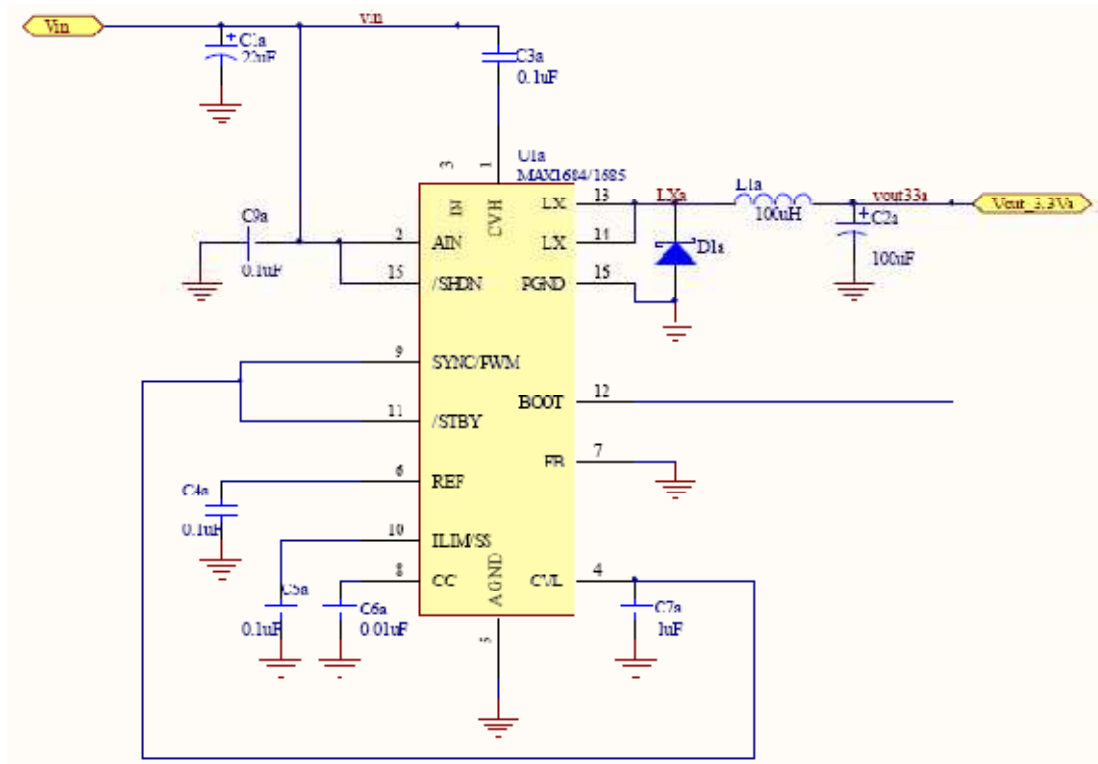 Vin
vin
C1a
22uF
C3a
0.1uF
U1a
MAX1684/1685
3
1
IN
CVH
LX
13
LXa
L1a
100uH
vout33a
Vout_3.3Va
C2a
100uF
C9a
0.1uF
2
AIN
LX
14
D1a
15
/SHDN
PGND
15
9
SYNC/PWM
BOOT
12
11
/STBY
FB
7
C4a
0.1uF
6
REF
10
ILIM/SS
8
CC
AGND
CVL
4
C5a
0.1uF
C6a
0.01uF
C7a
1uF
5